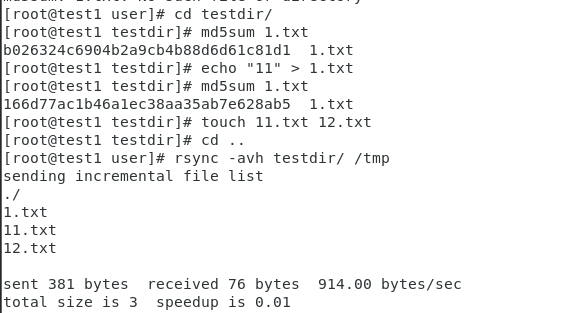 [root@test1 user]# cd testdir/
[root@test1 testdir]# md5sum 1.txt
b026324c6904b2a9cb4b88d6d61c81d1  1.txt
[root@test1 testdir]# echo "11" > 1.txt
[root@test1 testdir]# md5sum 1.txt
166d77ac1b46a1ec38aa35ab7e628ab5  1.txt
[root@test1 testdir]# touch 11.txt 12.txt
[root@test1 testdir]# cd ..
[root@test1 user]# rsync -avh testdir/ /tmp
sending incremental file list
./
1.txt
11.txt
12.txt
sent 381 bytes  received 76 bytes  914.00 bytes/sec
total size is 3  speedup is 0.01